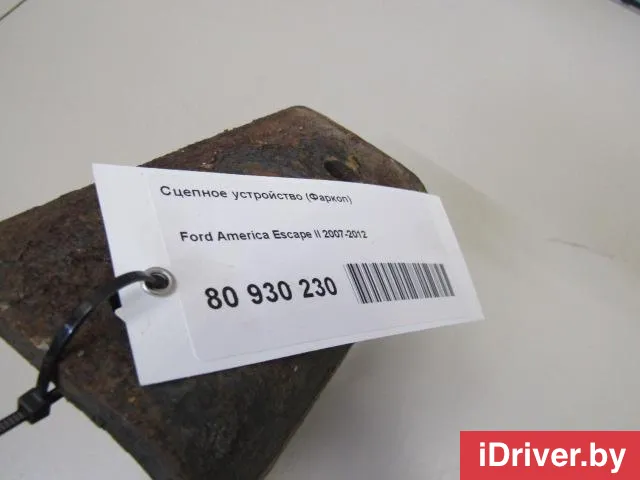 Сцепное устройство (Фаркоп)
Ford America Escape II 2007-2012
80 930 230
iDriver.by